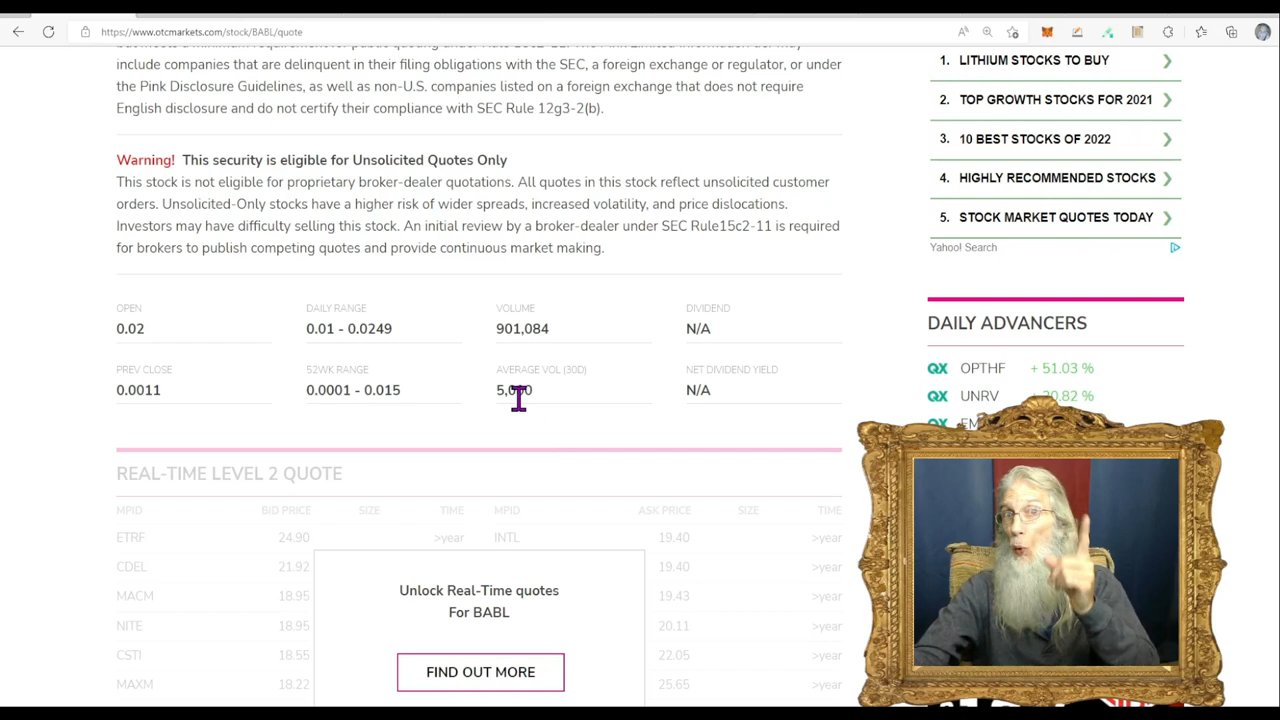 https://www.otcmarkets.com/stock/BABL/quote
include companies that are delinquent in their filing obligations with the SEC, a foreign exchange or regulator, or under
the Pink Disclosure Guidelines, as well as non-U.S. companies listed on a foreign exchange that does not require
English disclosure and do not certify their compliance with SEC Rule 12g3-2(b).
Warning! This security is eligible for Unsolicited Quotes Only
This stock is not eligible for proprietary broker-dealer quotations. All quotes in this stock reflect unsolicited customer
orders. Unsolicited-Only stocks have a higher risk of wider spreads, increased volatility, and price dislocations.
Investors may have difficulty selling this stock. An initial review by a broker-dealer under SEC Rule15c2-11 is required
for brokers to publish competing quotes and provide continuous market making.
OPEN DAILY RANGE VOLUME DIVIDEND
0.02 0.01 - 0.0249 901,084 N/A
PREV CLOSE 52WK RANGE AVERAGE VOL (30D) NET DIVIDEND YIELD
0.0011 0.0001 - 0.015 5,000 N/A
REAL-TIME LEVEL 2 QUOTE
MPID BID PRICE SIZE TIME MPID ASK PRICE SIZE TIME
ETRF 24.90 >year INTL 19.40 >year
CDEL 21.92 19.40 >year
MACM 18.95 19.43 >year
NITE 18.95 20.11 >year
CSTI 18.55 22.05 >year
MAXM 18.22 25.65 >year
Unlock Real-Time quotes
For BABL
FIND OUT MORE
1. LITHIUM STOCKS TO BUY
2. TOP GROWTH STOCKS FOR 2021
3. 10 BEST STOCKS OF 2022
4. HIGHLY RECOMMENDED STOCKS
5. STOCK MARKET QUOTES TODAY
Yahoo! Search
DAILY ADVANCERS
QX OPTHF + 51.03 %
QX UNRV
QX